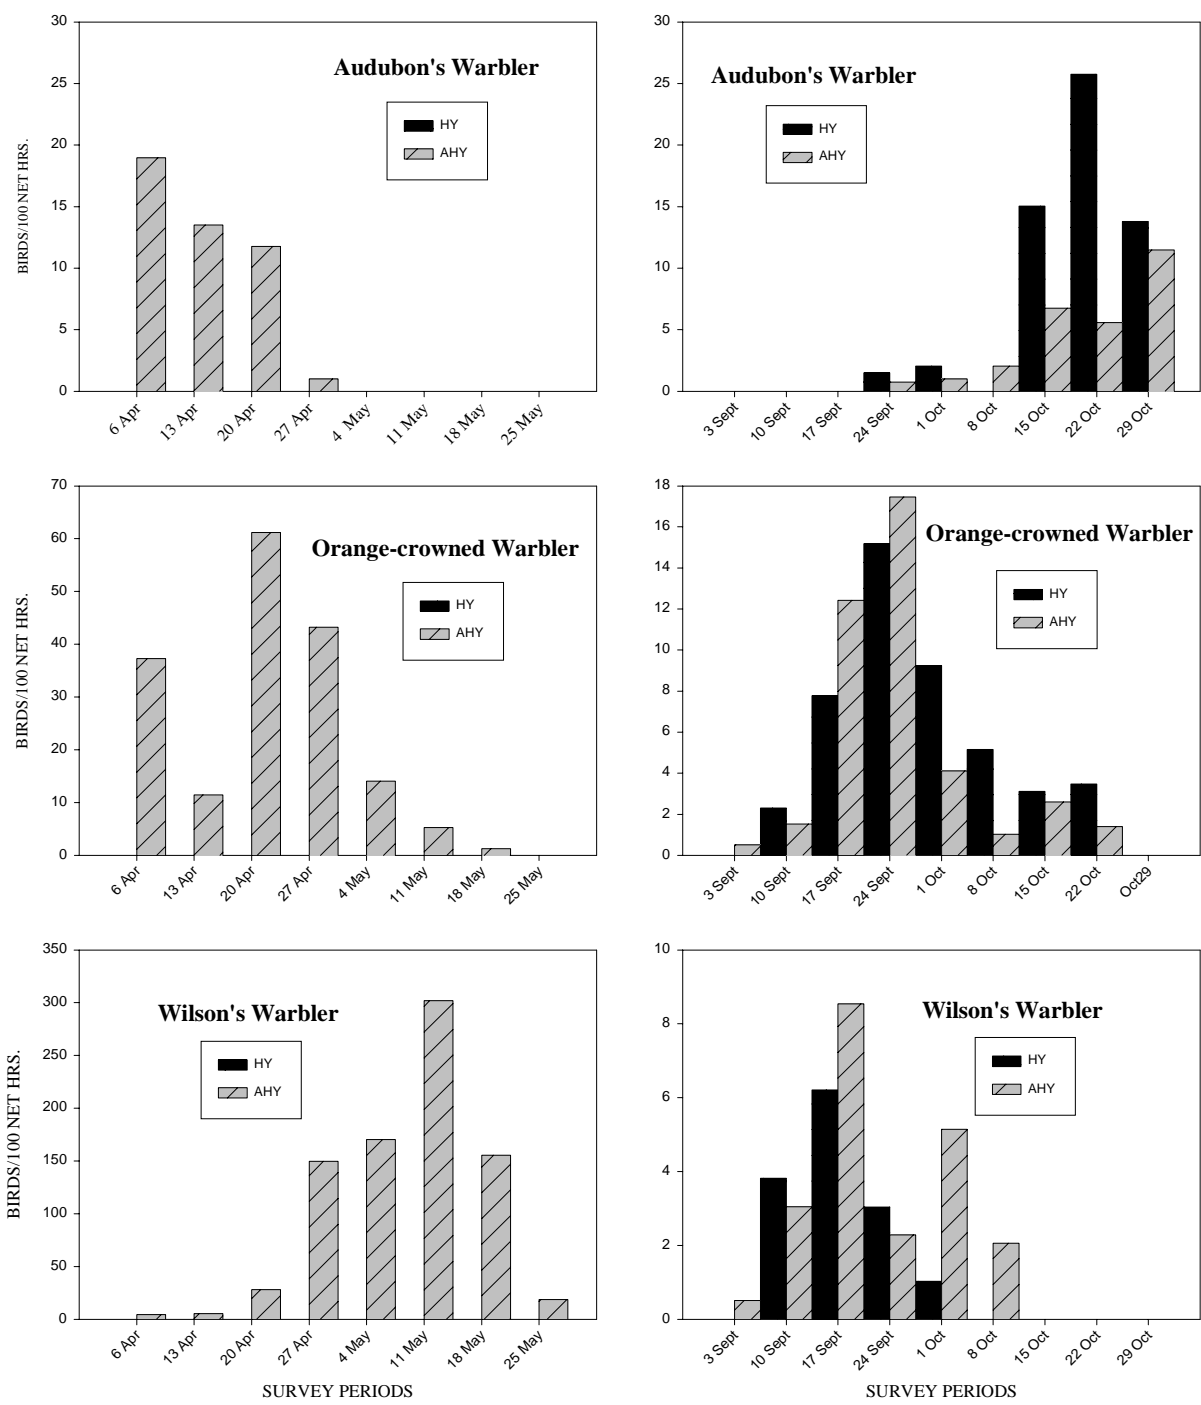 Audubon's Warbler
HY
AHY
BIRDS/100 NET HRS.
30
25
20
15
10
5
0
6 Apr
13 Apr
20 Apr
27 Apr
4 May
11 May
18 May
25 May
Audubon's Warbler
HY
AHY
30
25
20
15
10
5
0
3 Sept
10 Sept
17 Sept
24 Sept
1 Oct
8 Oct
15 Oct
22 Oct
29 Oct
Orange-crowned Warbler
HY
AHY
BIRDS/100 NET HRS.
70
60
50
40
30
20
10
0
6 Apr
13 Apr
20 Apr
27 Apr
4 May
11 May
18 May
25 May
Orange-crowned Warbler
HY
AHY
18
16
14
12
10
8
6
4
2
0
3 Sept
10 Sept
17 Sept
24 Sept
1 Oct
8 Oct
15 Oct
22 Oct
Oct29
Wilson's Warbler
HY
AHY
BIRDS/100 NET HRS.
350
300
250
200
150
100
50
0
6 Apr
13 Apr
20 Apr
27 Apr
4 May
11 May
18 May
25 May
SURVEY PERIODS
Wilson's Warbler
HY
AHY
10
8
6
4
2
0
3 Sept
10 Sept
17 Sept
24 Sept
1 Oct
8 Oct
15 Oct
22 Oct
29 Oct
SURVEY PERIODS